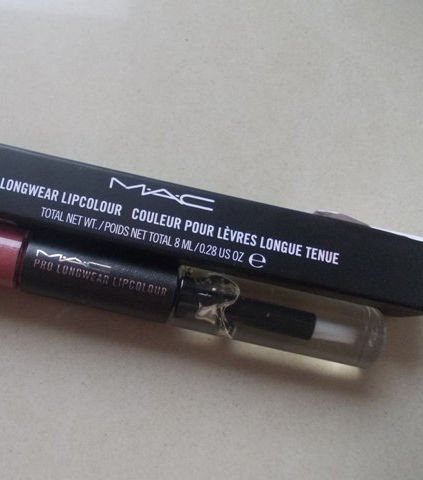 M·A·C
LONGWEAR LIPCOLOUR COULEUR POUR LÈVRES LONGUE TENUE
TOTAL NET WT. / POIDS NET TOTAL 8 ML / 0.28 US OZ ℮
M·A·C
PRO LONGWEAR LIPCOLOUR